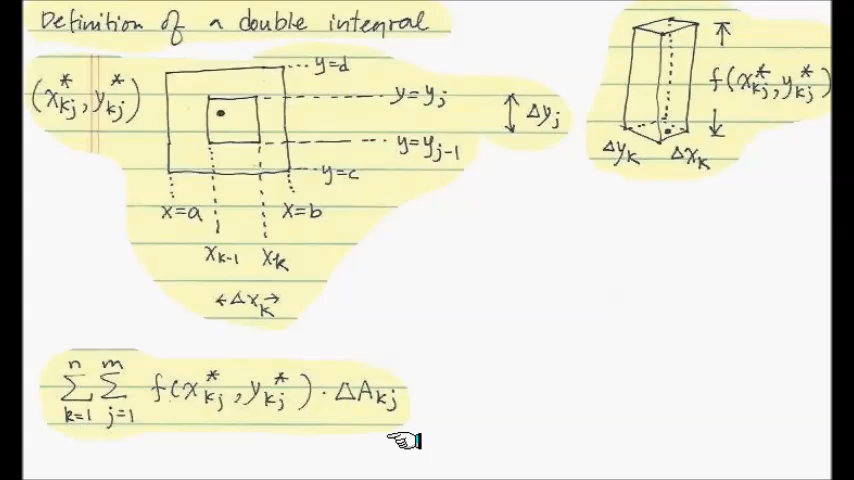 Definition of a double integral
(x*kj, y*kj)
y=d
y=yj
Δyj
y=yj-1
y=c
x=a x=b
xk-1 xk
←Δxk→
f(x*kj, y*kj)
Δyk Δxk
n m
ΣΣ f(x*kj, y*kj) · ΔAkj
k=1 j=1